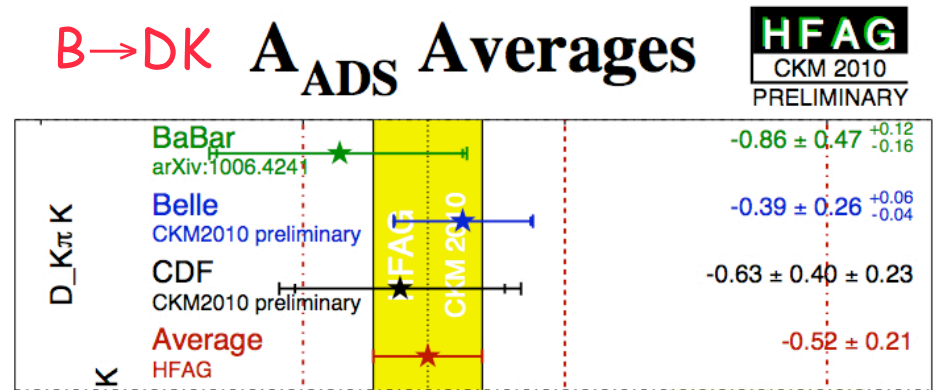 B→DK A_ADS Averages
HFAG
CKM 2010
PRELIMINARY
D_Kπ K
BaBar
arXiv:1006.4241
-0.86 ± 0.47 +0.12 -0.16
Belle
CKM2010 preliminary
-0.39 ± 0.26 +0.06 -0.04
CDF
CKM2010 preliminary
-0.63 ± 0.40 ± 0.23
Average
HFAG
-0.52 ± 0.21
HFAG
CKM 2010
K